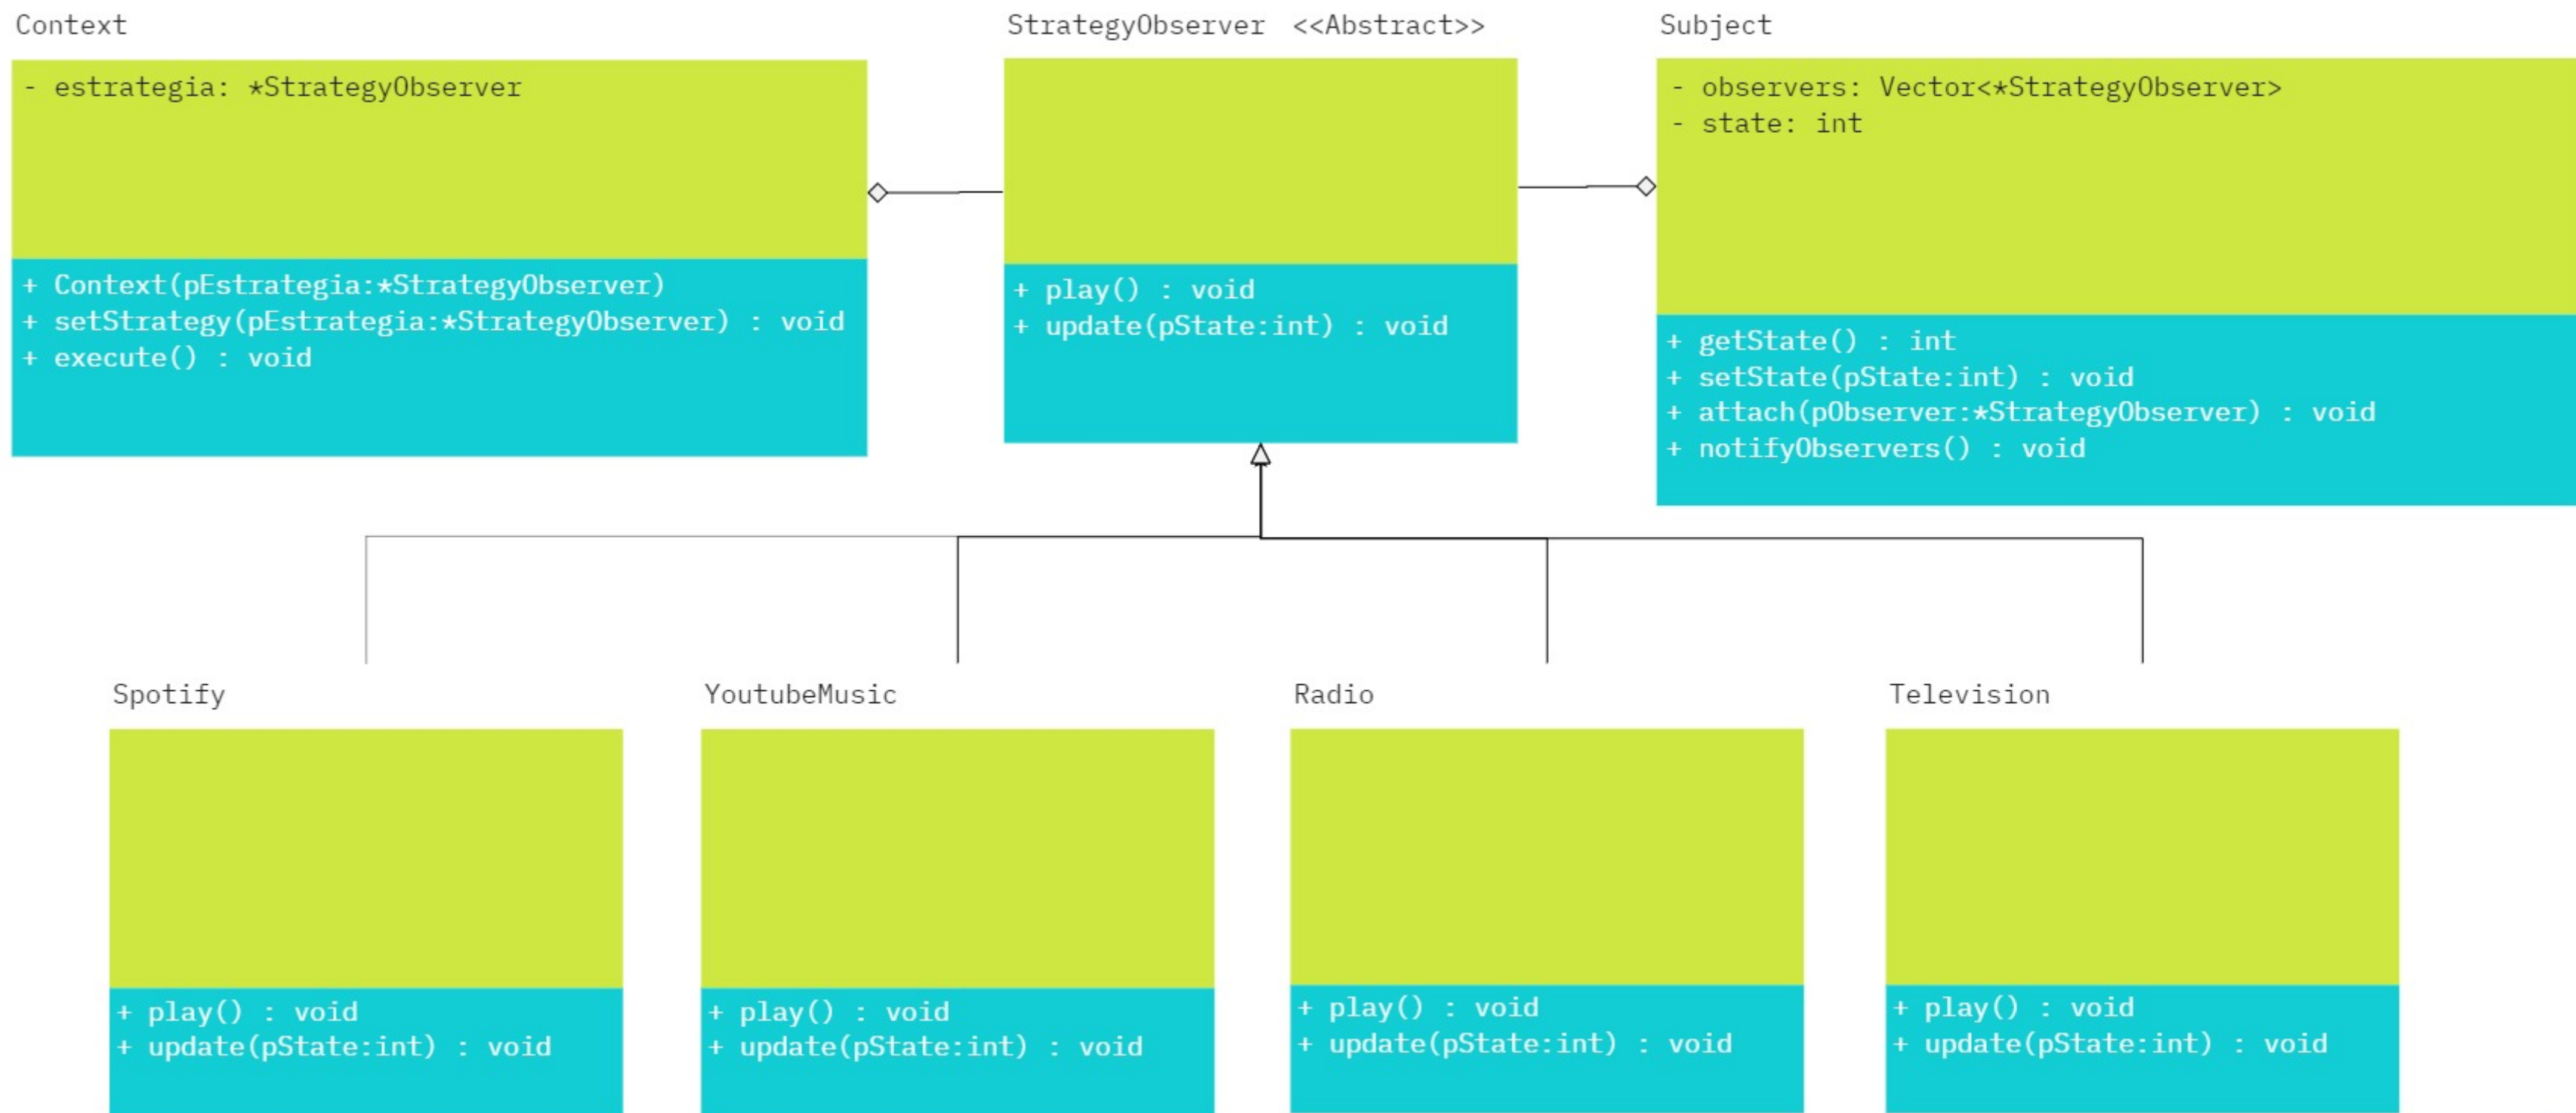 Context
- estrategia: *StrategyObserver
+ Context(pEstrategia:*StrategyObserver)
+ setStrategy(pEstrategia:*StrategyObserver) : void
+ execute() : void
StrategyObserver <<Abstract>>
+ play() : void
+ update(pState:int) : void
Subject
- observers: Vector<*StrategyObserver>
- state: int
+ getState() : int
+ setState(pState:int) : void
+ attach(pObserver:*StrategyObserver) : void
+ notifyObservers() : void
Spotify
+ play() : void
+ update(pState:int) : void
YoutubeMusic
+ play() : void
+ update(pState:int) : void
Radio
+ play() : void
+ update(pState:int) : void
Television
+ play() : void
+ update(pState:int) : void